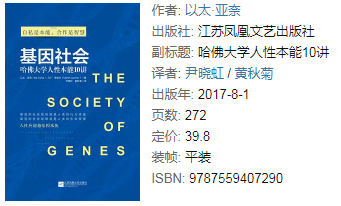 自私是本能，合作是智慧
基因社会
哈佛大学人性本能10讲
THE
SOCIETY
OF
GENES
作者: 以太·亚奈
出版社: 江苏凤凰文艺出版社
副标题: 哈佛大学人性本能10讲
译者: 尹晓虹 / 黄秋菊
出版年: 2017-8-1
页数: 272
定价: 39.8
装帧: 平装
ISBN: 9787559407290